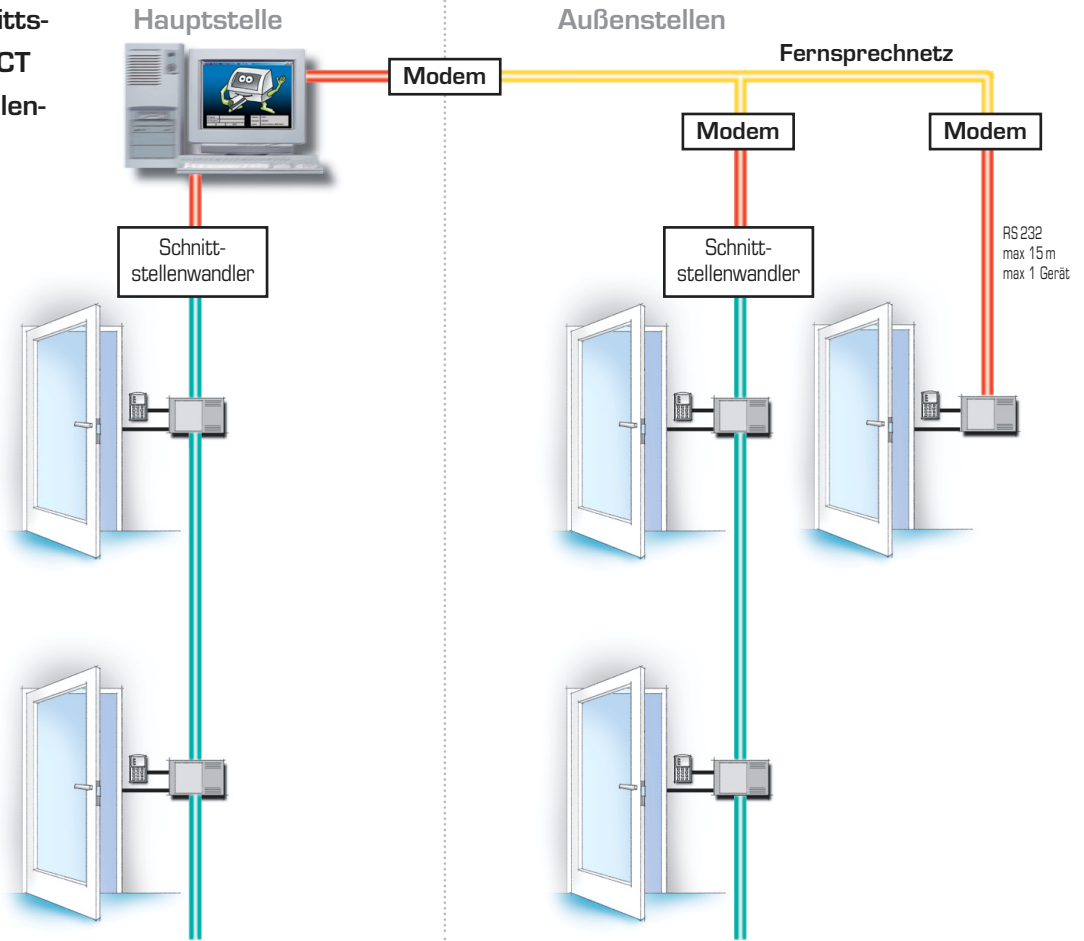 itts-
CT
len-
Hauptstelle
Außenstellen
Fernsprechnetz
Modem
Modem
Modem
Schnitt-
stellenwandler
Schnitt-
stellenwandler
RS 232
max 15 m
max 1 Gerät